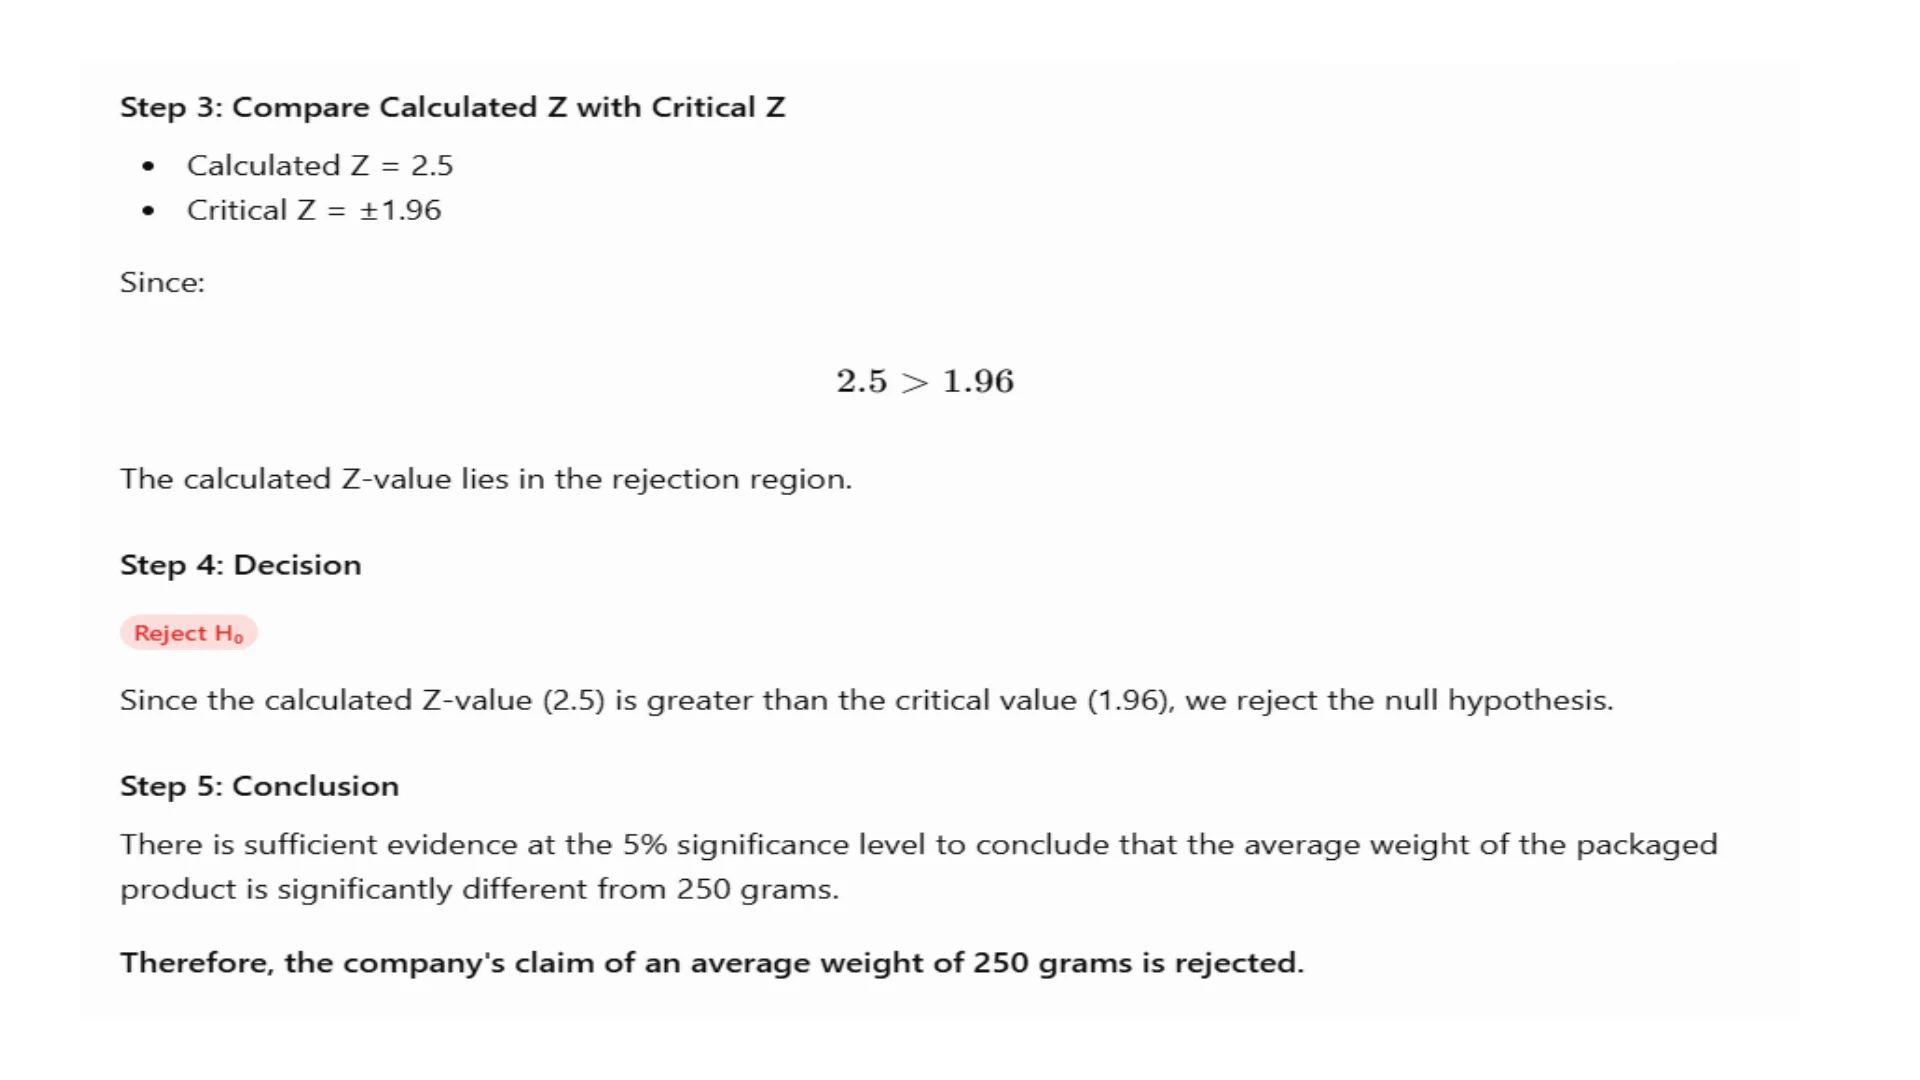 Step 3: Compare Calculated Z with Critical Z
• Calculated Z = 2.5
• Critical Z = ±1.96
Since:
2.5 > 1.96
The calculated Z-value lies in the rejection region.
Step 4: Decision
Reject H₀
Since the calculated Z-value (2.5) is greater than the critical value (1.96), we reject the null hypothesis.
Step 5: Conclusion
There is sufficient evidence at the 5% significance level to conclude that the average weight of the packaged
product is significantly different from 250 grams.
Therefore, the company's claim of an average weight of 250 grams is rejected.